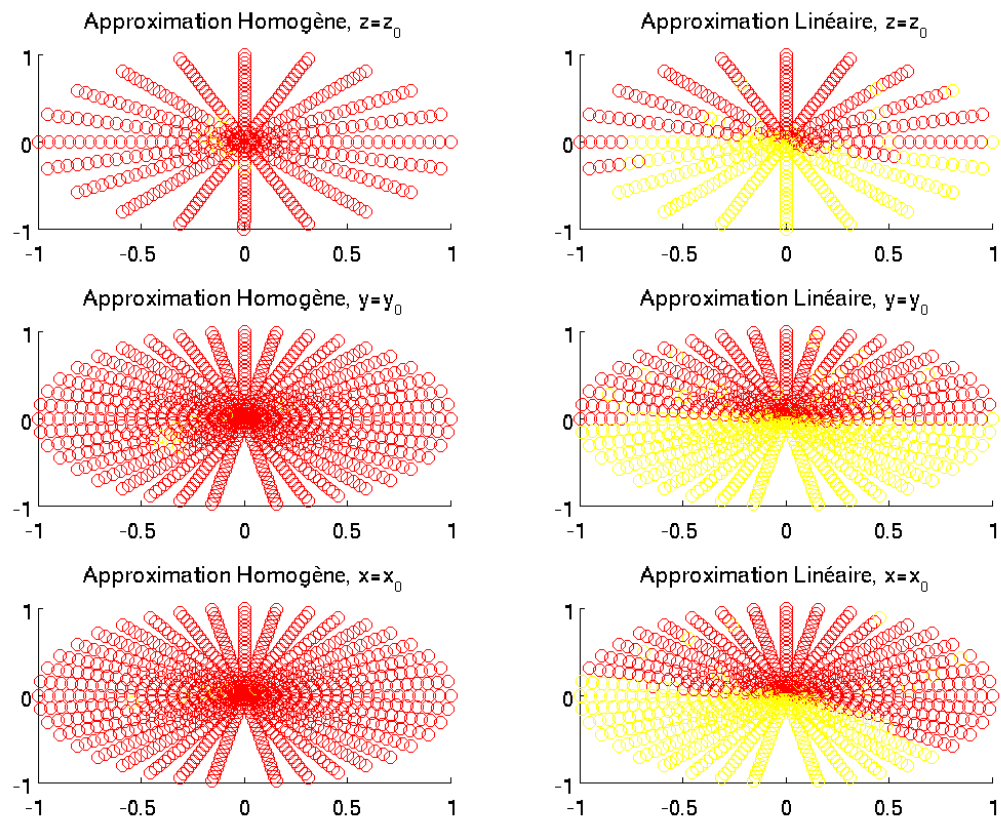 Approximation Homogène, z=z0
1
0
-1
-1 -0.5 0 0.5 1
Approximation Linéaire, z=z0
1
0
-1
-1 -0.5 0 0.5 1
Approximation Homogène, y=y0
1
0
-1
-1 -0.5 0 0.5 1
Approximation Linéaire, y=y0
1
0
-1
-1 -0.5 0 0.5 1
Approximation Homogène, x=x0
1
0
-1
-1 -0.5 0 0.5 1
Approximation Linéaire, x=x0
1
0
-1
-1 -0.5 0 0.5 1